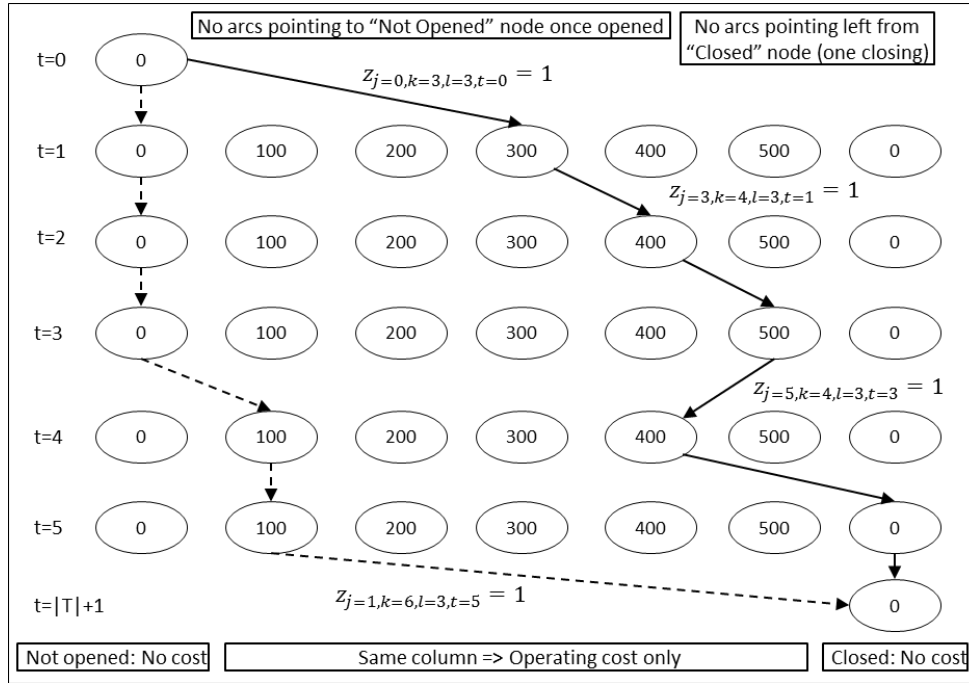 No arcs pointing to “Not Opened” node once opened
No arcs pointing left from
“Closed” node (one closing)
t=0 0
z_{j=0,k=3,l=3,t=0} = 1
t=1 0 100 200 300 400 500 0
z_{j=3,k=4,l=3,t=1} = 1
t=2 0 100 200 300 400 500 0
t=3 0 100 200 300 400 500 0
z_{j=5,k=4,l=3,t=3} = 1
t=4 0 100 200 300 400 500 0
t=5 0 100 200 300 400 500 0
z_{j=1,k=6,l=3,t=5} = 1
t=|T|+1 0
Not opened: No cost
Same column => Operating cost only
Closed: No cost